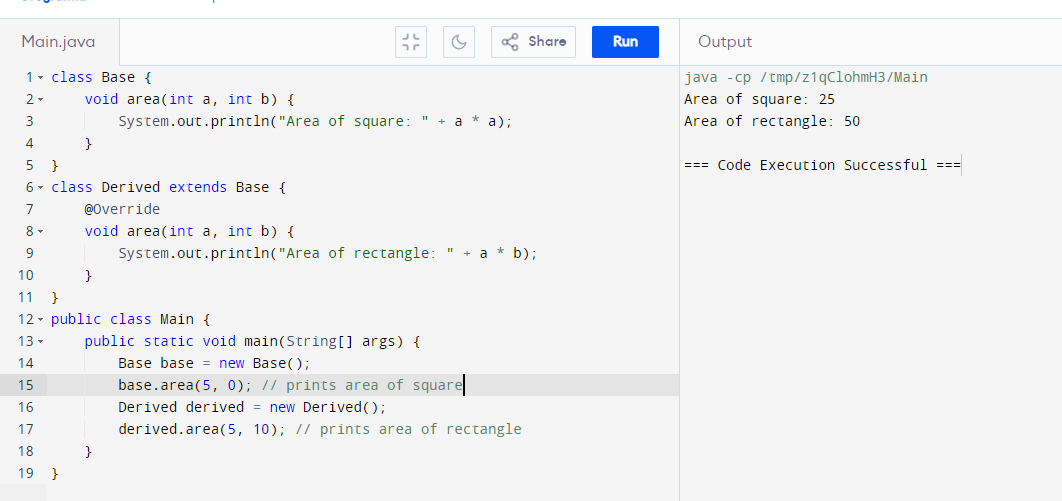 Main.java
Share
Run
Output
1 class Base {
2 void area(int a, int b) {
3 System.out.println("Area of square: " + a * a);
4 }
5 }
6 class Derived extends Base {
7 @Override
8 void area(int a, int b) {
9 System.out.println("Area of rectangle: " + a * b);
10 }
11 }
12 public class Main {
13 public static void main(String[] args) {
14 Base base = new Base();
15 base.area(5, 0); // prints area of square
16 Derived derived = new Derived();
17 derived.area(5, 10); // prints area of rectangle
18 }
19 }
java -cp /tmp/z1qClohmH3/Main
Area of square: 25
Area of rectangle: 50
=== Code Execution Successful ===